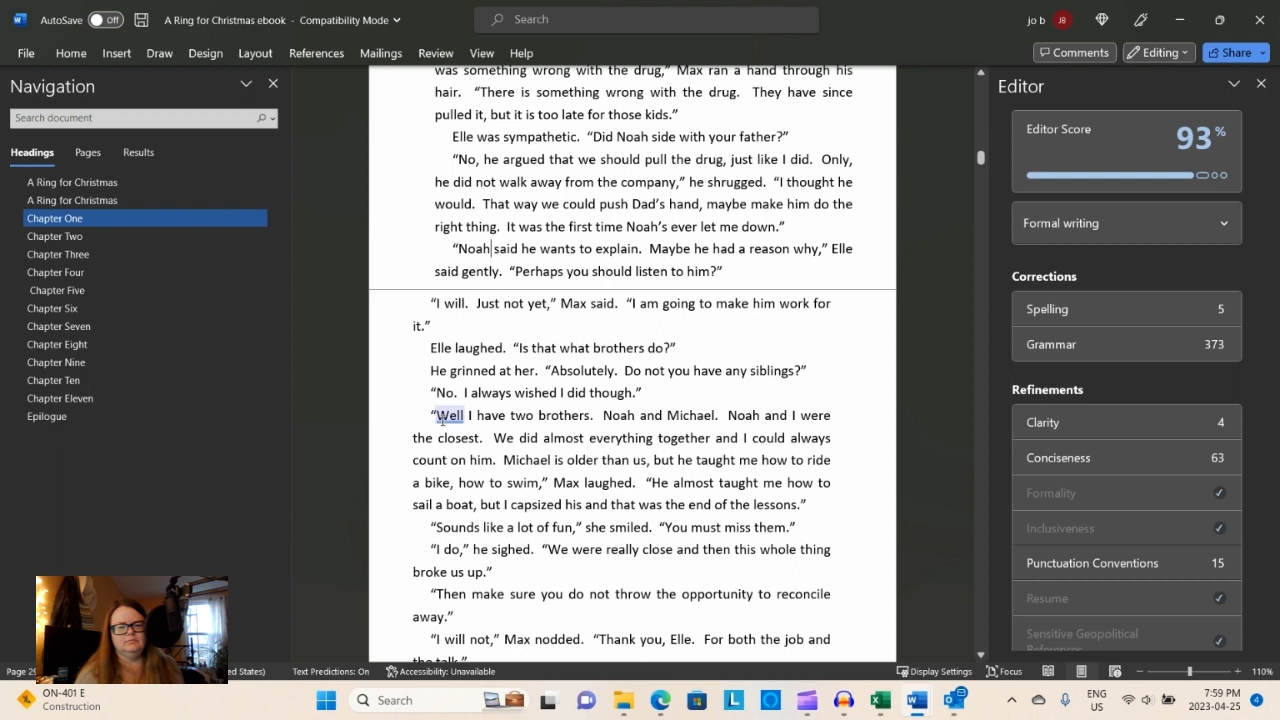 AutoSave Off A Ring for Christmas ebook - Compatibility Mode Search jo b JB
File Home Insert Draw Design Layout References Mailings Review View Help Comments Editing Share
Navigation
Search document
Headings Pages Results
A Ring for Christmas
A Ring for Christmas
Chapter One
Chapter Two
Chapter Three
Chapter Four
Chapter Five
Chapter Six
Chapter Seven
Chapter Eight
Chapter Nine
Chapter Ten
Chapter Eleven
Epilogue
was something wrong with the drug,” Max ran a hand through his
hair. “There is something wrong with the drug. They have since
pulled it, but it is too late for those kids.”
Elle was sympathetic. “Did Noah side with your father?”
“No, he argued that we should pull the drug, just like I did. Only,
he did not walk away from the company,” he shrugged. “I thought he
would. That way we could push Dad’s hand, maybe make him do the
right thing. It was the first time Noah’s ever let me down.”
“Noah said he wants to explain. Maybe he had a reason why,” Elle
said gently. “Perhaps you should listen to him?”
“I will. Just not yet,” Max said. “I am going to make him work for
it.”
Elle laughed. “Is that what brothers do?”
He grinned at her. “Absolutely. Do not you have any siblings?”
“No. I always wished I did though.”
“Well I have two brothers. Noah and Michael. Noah and I were
the closest. We did almost everything together and I could always
count on him. Michael is older than us, but he taught me how to ride
a bike, how to swim,” Max laughed. “He almost taught me how to
sail a boat, but I capsized his and that was the end of the lessons.”
“Sounds like a lot of fun,” she smiled. “You must miss them.”
“I do,” he sighed. “We were really close and then this whole thing
broke us up.”
“Then make sure you do not throw the opportunity to reconcile
away.”
“I will not,” Max nodded. “Thank you, Elle. For both the job and
the talk.”
Editor
Editor Score 93 %
Formal writing
Corrections
Spelling 5
Grammar 373
Refinements
Clarity 4
Conciseness 63
Formality
Inclusiveness
Punctuation Conventions 15
Resume
Sensitive Geopolitical
References
Page 29 d States) Text Predictions: On Accessibility: Unavailable Display Settings Focus 110%
ON-401 E
Construction
Search
ENG
US
7:59 PM
2023-04-25
4